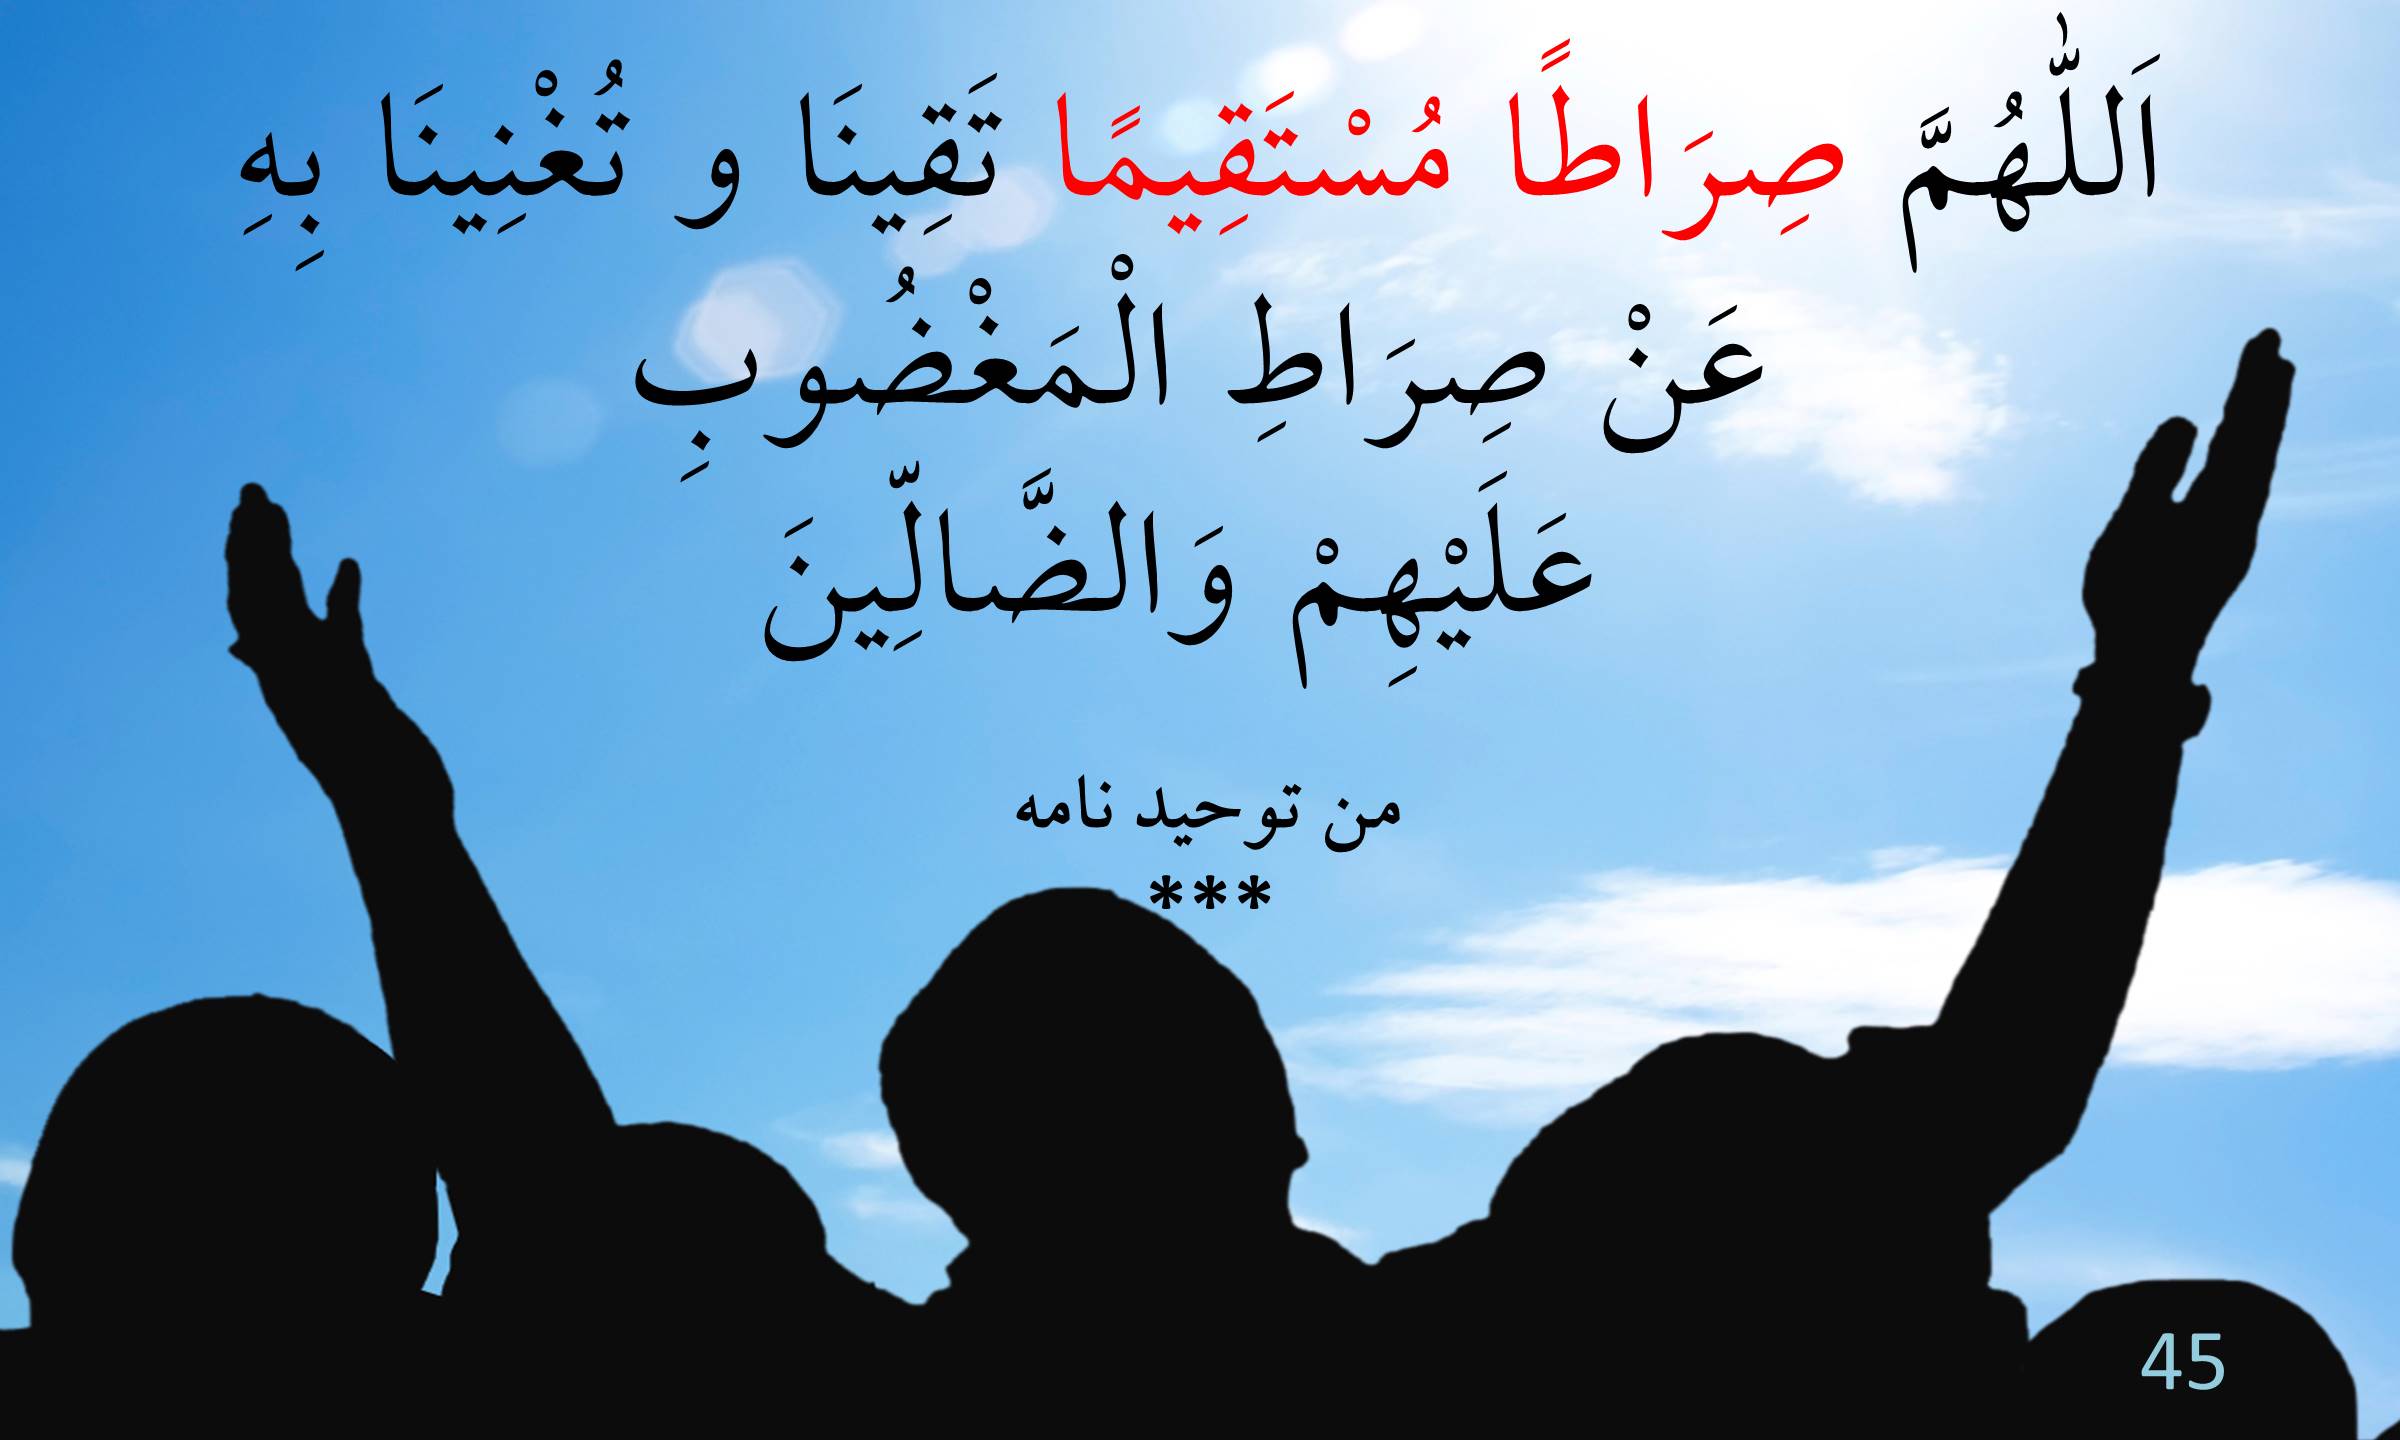 اَللّٰهُمَّ صِرَاطًا مُسْتَقِيمًا تَقِينَا و تُغْنِينَا بِهِ
عَنْ صِرَاطِ الْمَغْضُوبِ
عَلَيْهِمْ وَالضَّالِّينَ
من توحيد نامه
***
45